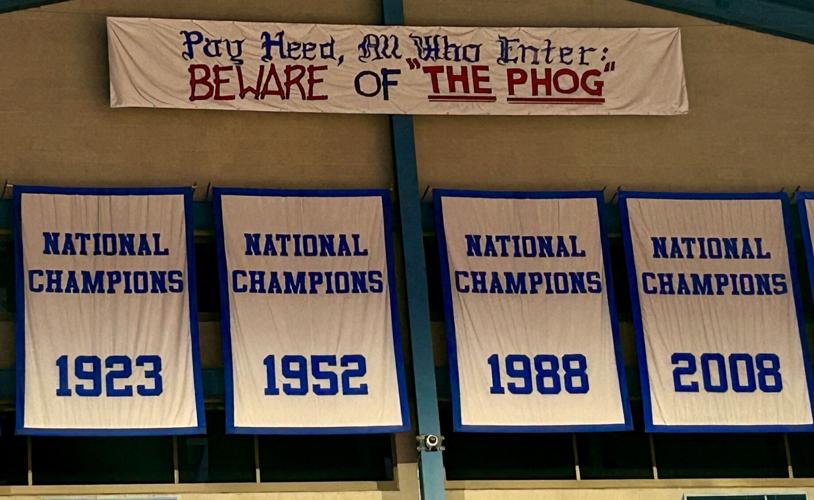 Pay Heed, All Who Enter:
BEWARE OF "THE PHOG"
NATIONAL
CHAMPIONS
1923
NATIONAL
CHAMPIONS
1952
NATIONAL
CHAMPIONS
1988
NATIONAL
CHAMPIONS
2008